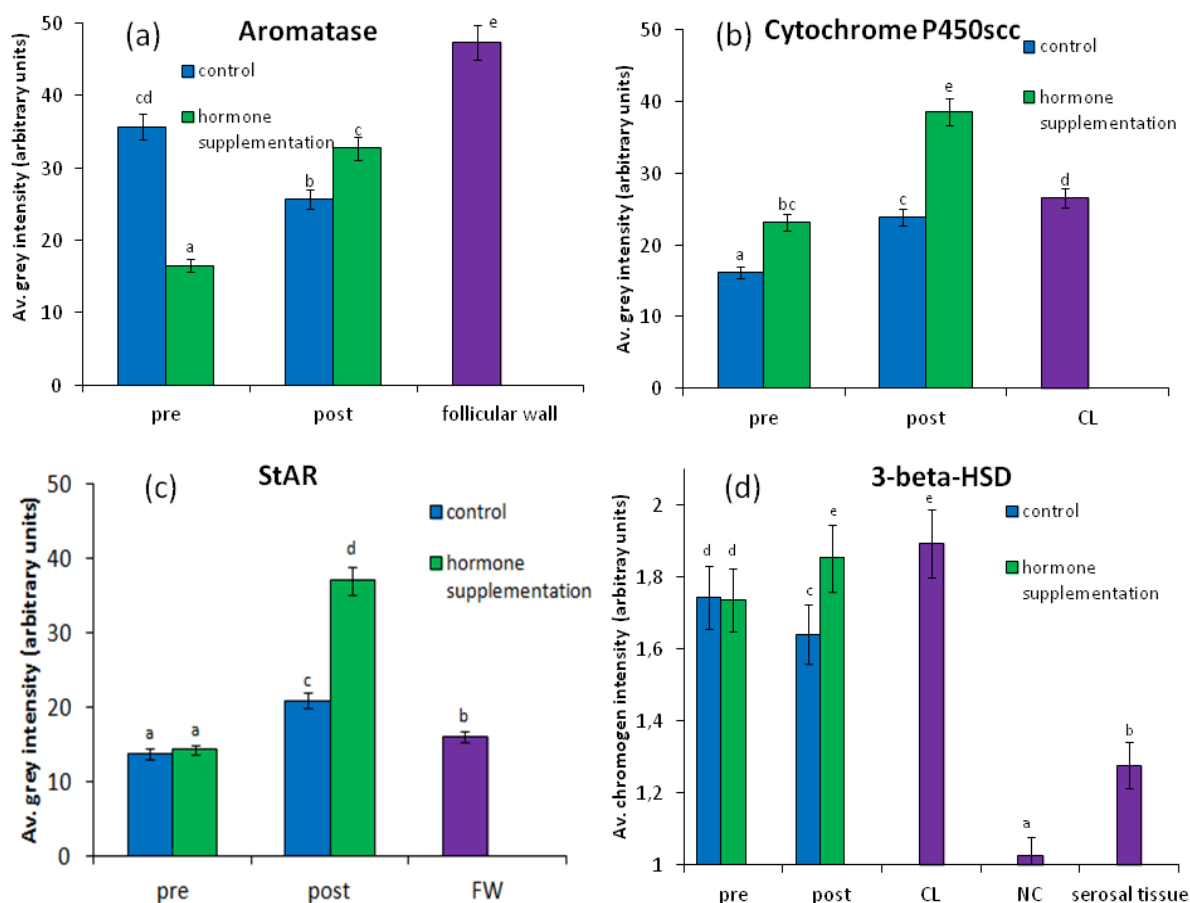 (a)
Aromatase
Av. grey intensity (arbitrary units)
50
40
30
20
10
0
control
hormone
supplementation
cd
a
b
c
e
pre
post
follicular wall
(b)
Cytochrome P450scc
Av. grey intensity (arbitrary units)
50
40
30
20
10
0
control
hormone
supplementation
a
bc
c
e
d
pre
post
CL
(c)
StAR
Av. grey intensity (arbitrary units)
50
40
30
20
10
0
control
hormone
supplementation
a
a
c
d
b
pre
post
FW
(d)
3-beta-HSD
Av. chromogen intensity (arbitray units)
2
1,8
1,6
1,4
1,2
1
control
hormone
supplementation
d
d
c
e
e
a
b
pre
post
CL
NC
serosal tissue